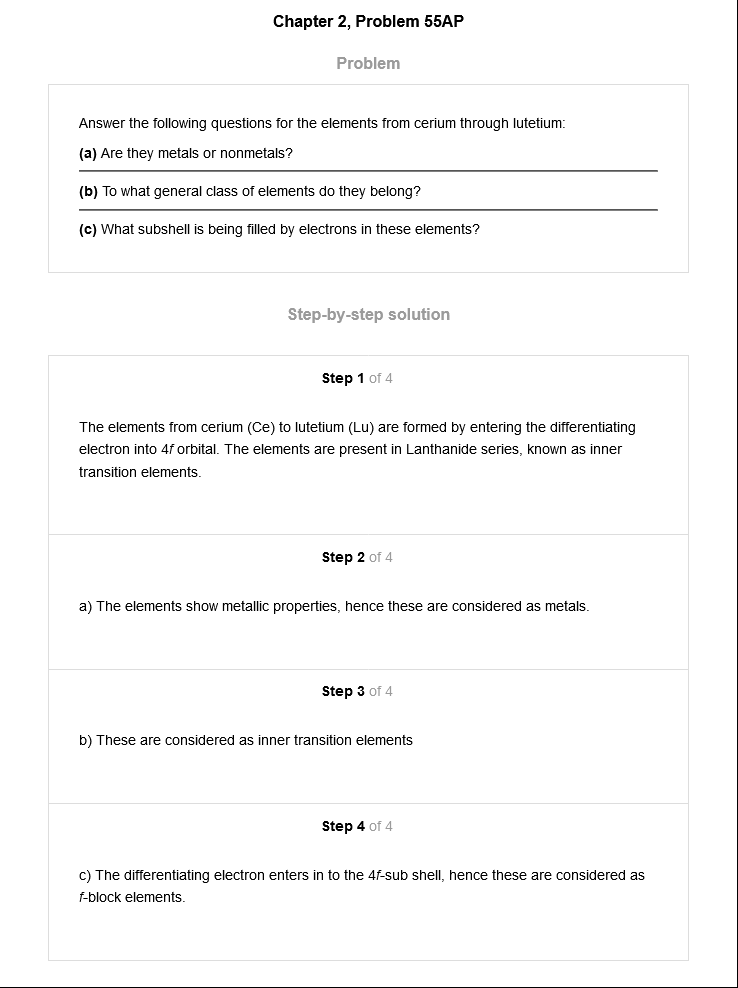 Chapter 2, Problem 55AP
Problem
Answer the following questions for the elements from cerium through lutetium:
(a) Are they metals or nonmetals?
(b) To what general class of elements do they belong?
(c) What subshell is being filled by electrons in these elements?
Step-by-step solution
Step 1 of 4
The elements from cerium (Ce) to lutetium (Lu) are formed by entering the differentiating
electron into 4f orbital. The elements are present in Lanthanide series, known as inner
transition elements.
Step 2 of 4
a) The elements show metallic properties, hence these are considered as metals.
Step 3 of 4
b) These are considered as inner transition elements
Step 4 of 4
c) The differentiating electron enters in to the 4f-sub shell, hence these are considered as
f-block elements.